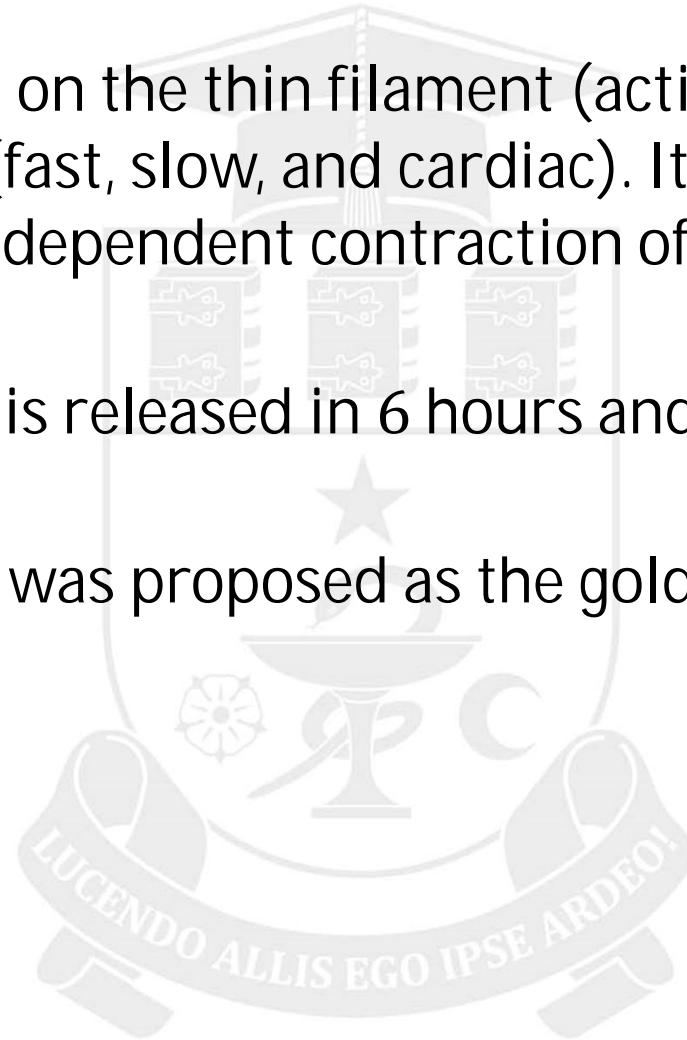 on the thin filament (acti
(fast, slow, and cardiac). It
dependent contraction of
is released in 6 hours and
was proposed as the gold
LUCENDO ALLIS EGO IPSE ARDEO!